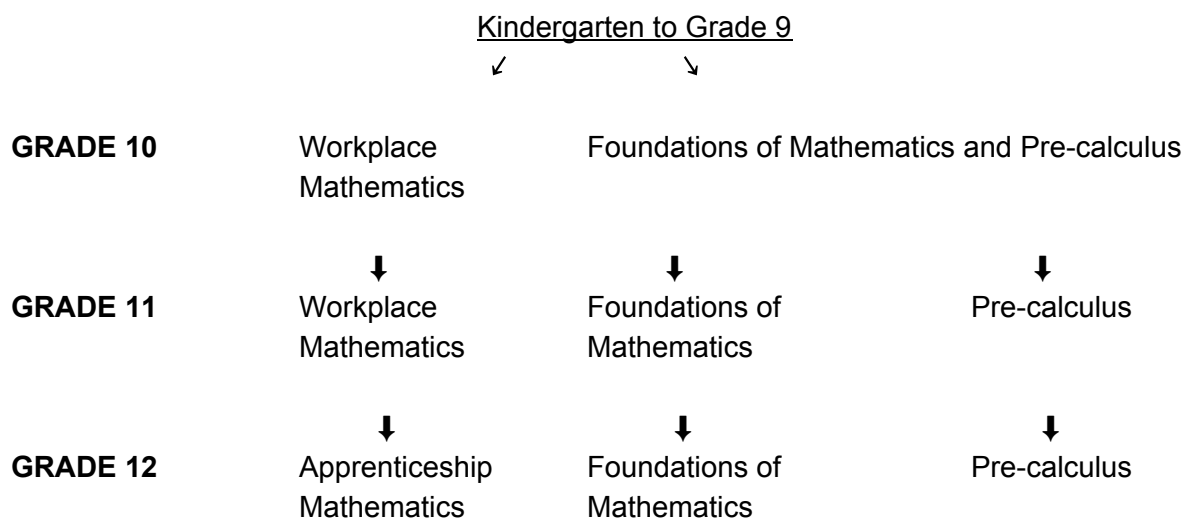 Kindergarten to Grade 9
↙ ↘
GRADE 10 Workplace Foundations of Mathematics and Pre-calculus
Mathematics
⬇ ⬇ ⬇
GRADE 11 Workplace Foundations of Pre-calculus
Mathematics Mathematics
⬇ ⬇ ⬇
GRADE 12 Apprenticeship Foundations of Pre-calculus
Mathematics Mathematics